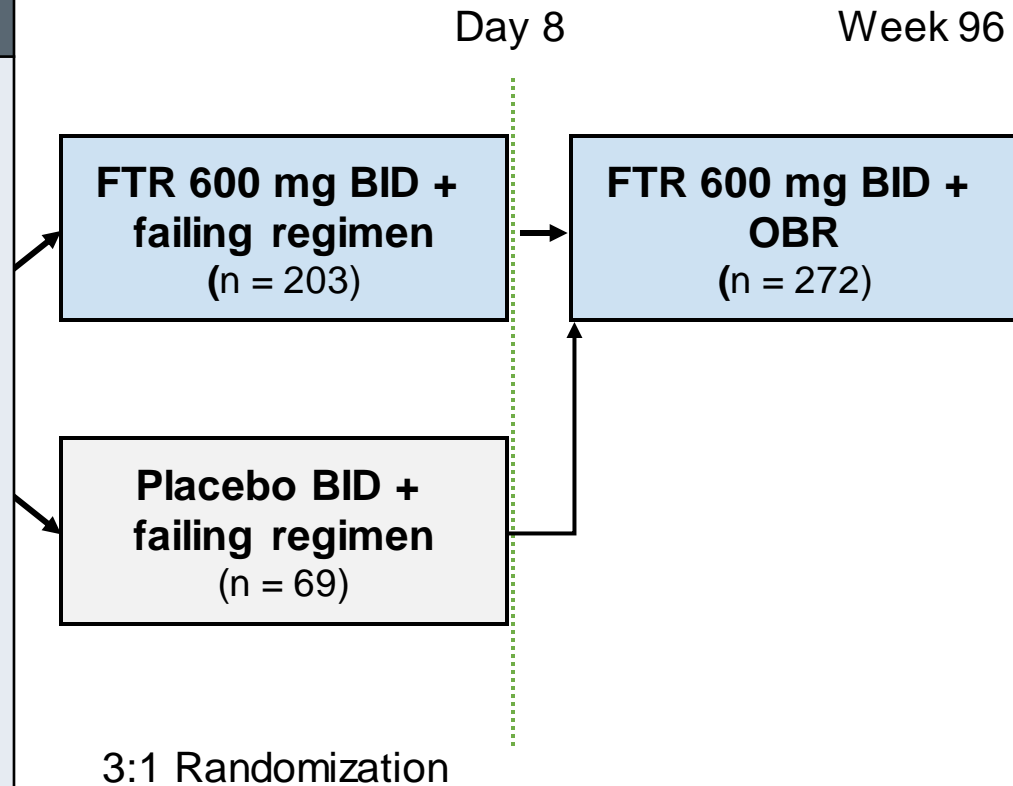 Day 8
Week 96
FTR 600 mg BID +
failing regimen
(n = 203)
FTR 600 mg BID +
OBR
(n = 272)
Placebo BID +
failing regimen
(n = 69)
3:1 Randomization